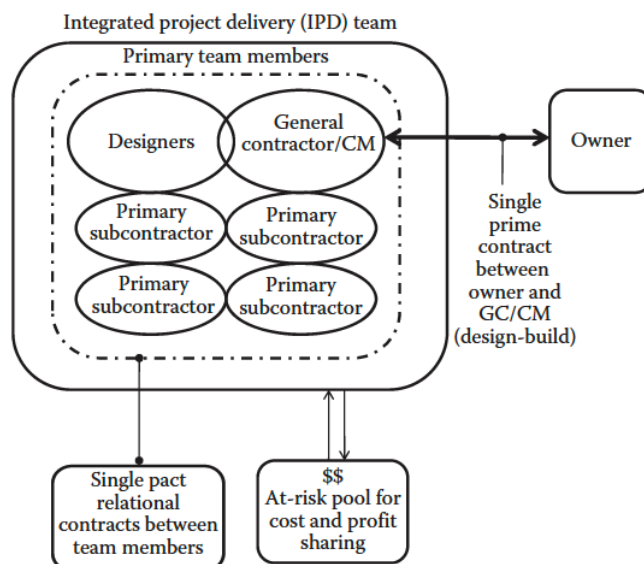 Integrated project delivery (IPD) team
Primary team members
Designers
General
contractor/CM
Primary
subcontractor
Primary
subcontractor
Primary
subcontractor
Primary
subcontractor
Owner
Single
prime
contract
between
owner and
GC/CM
(design-build)
Single pact
relational
contracts between
team members
$$
At-risk pool for
cost and profit
sharing